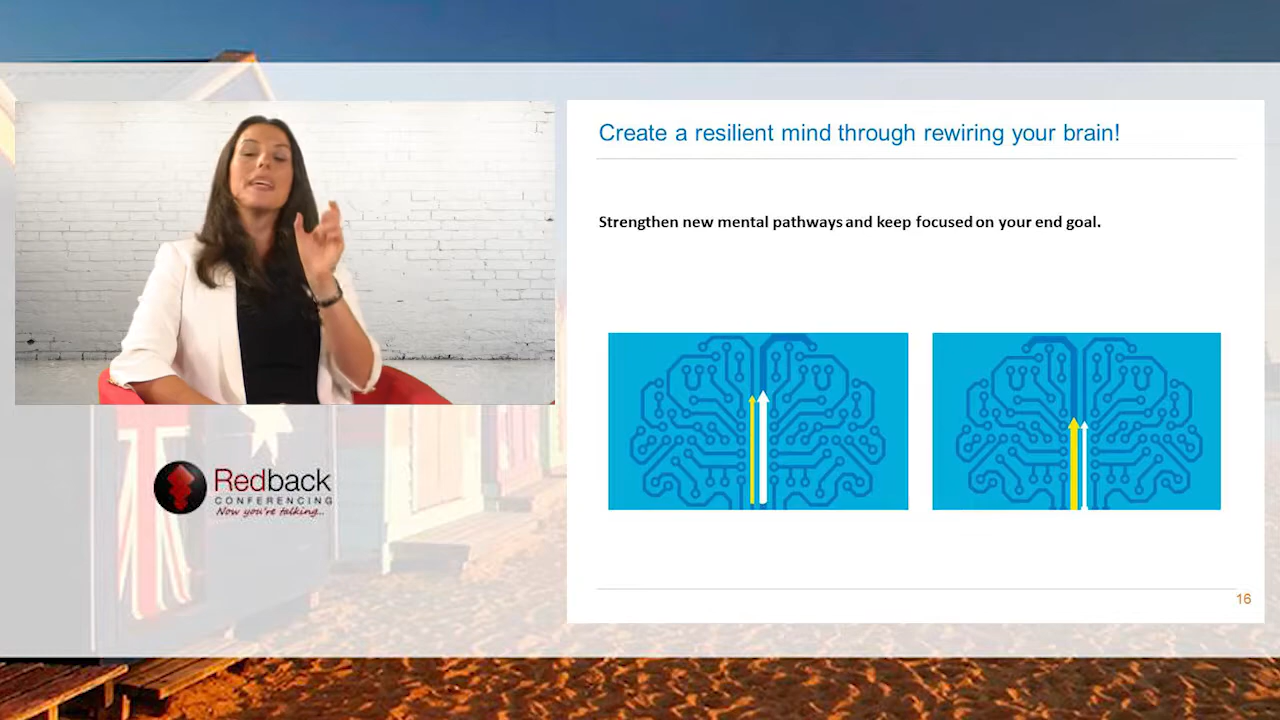 Create a resilient mind through rewiring your brain!
Strengthen new mental pathways and keep focused on your end goal.
Redback
CONFERENCING
Now you're talking...
16